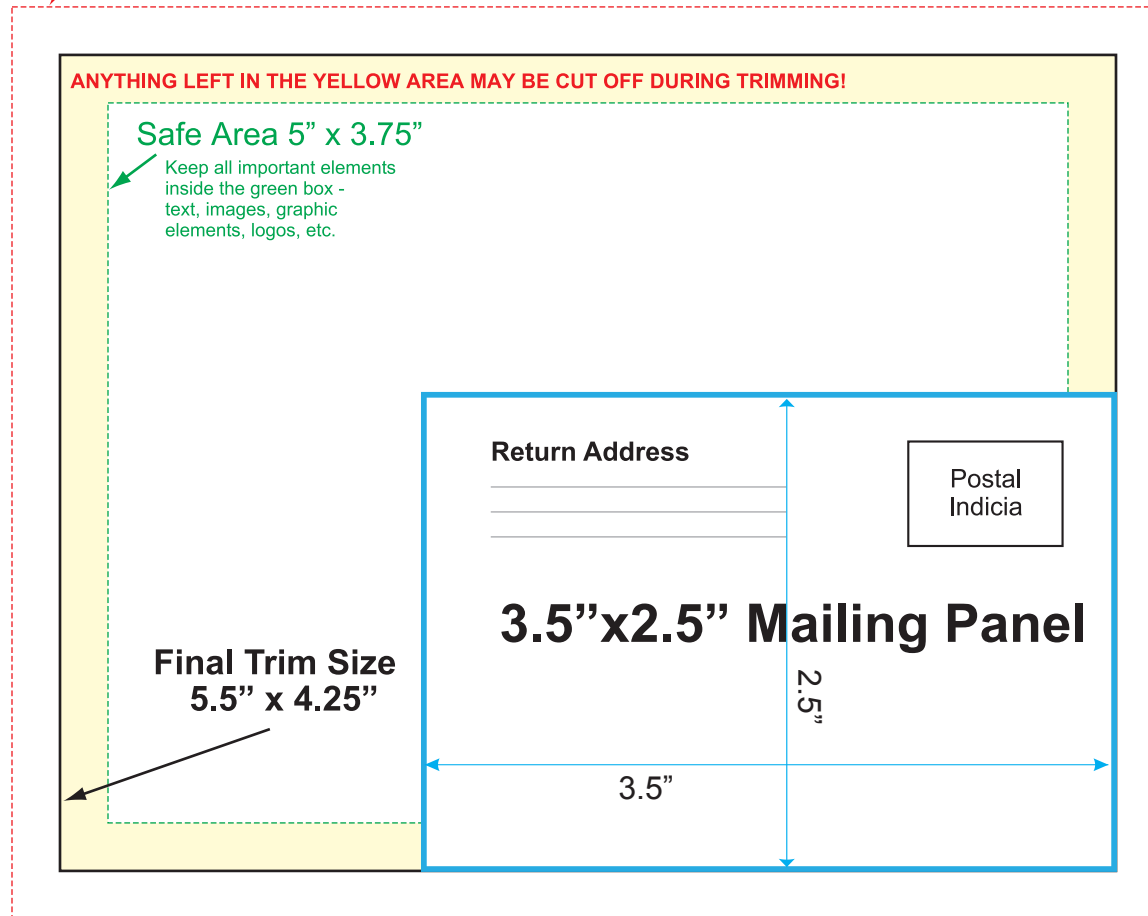 ANYTHING LEFT IN THE YELLOW AREA MAY BE CUT OFF DURING TRIMMING!
Safe Area 5” x 3.75”
Keep all important elements
inside the green box -
text, images, graphic
elements, logos, etc.
Return Address
Postal
Indicia
3.5”x2.5” Mailing Panel
Final Trim Size
5.5” x 4.25”
2.5”
3.5”